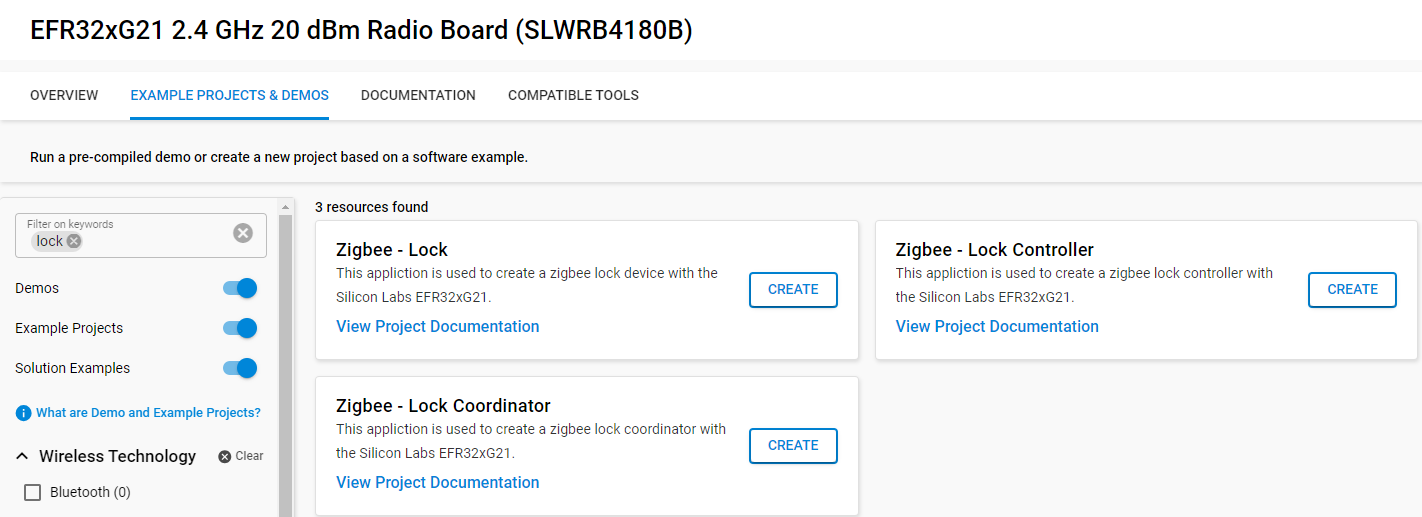 EFR32xG21 2.4 GHz 20 dBm Radio Board (SLWRB4180B)
OVERVIEW
EXAMPLE PROJECTS & DEMOS
DOCUMENTATION
COMPATIBLE TOOLS
Run a pre-compiled demo or create a new project based on a software example.
Filter on keywords
lock
Demos
Example Projects
Solution Examples
What are Demo and Example Projects?
Wireless Technology
Clear
Bluetooth (0)
3 resources found
Zigbee - Lock
This appliction is used to create a zigbee lock device with the
Silicon Labs EFR32xG21.
View Project Documentation
CREATE
Zigbee - Lock Controller
This appliction is used to create a zigbee lock controller with
the Silicon Labs EFR32xG21.
View Project Documentation
CREATE
Zigbee - Lock Coordinator
This appliction is used to create a zigbee lock coordinator with
the Silicon Labs EFR32xG21.
View Project Documentation
CREATE